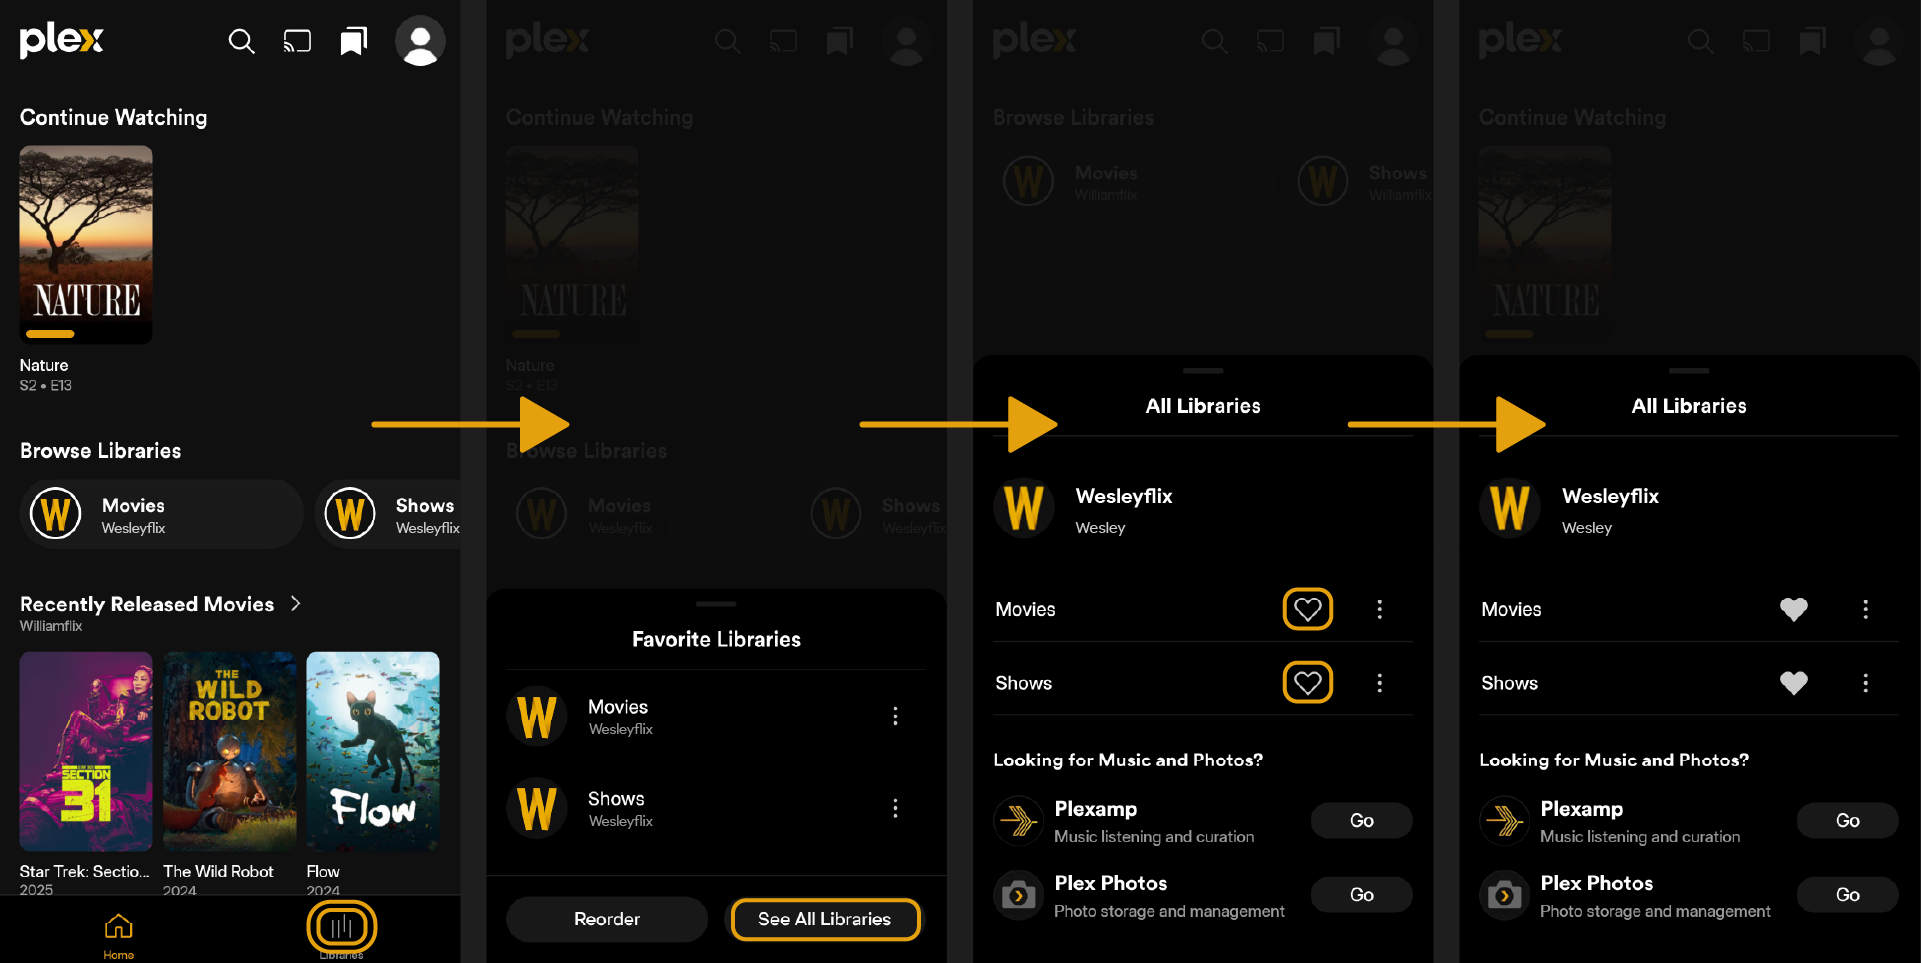 plex
Continue Watching
NATURE
Nature
S2 • E13
Browse Libraries
W
Movies
Wesleyflix
W
Shows
Wesleyflix
Recently Released Movies
Williamflix
STAR TREK
SECTION
31
THE
WILD
ROBOT
Flow
Star Trek: Sectio...
2025
The Wild Robot
2024
Flow
2024
Home
Libraries
plex
Continue Watching
NATURE
Nature
S2 • E13
Browse Libraries
W
Movies
Wesleyflix
W
Shows
Wesleyflix
Favorite Libraries
W
Movies
Wesleyflix
W
Shows
Wesleyflix
Reorder
See All Libraries
plex
Browse Libraries
W
Movies
Williamflix
W
Shows
Williamflix
All Libraries
W
Wesleyflix
Wesley
Movies
Shows
Looking for Music and Photos?
Plexamp
Music listening and curation
Go
Plex Photos
Photo storage and management
Go
plex
Continue Watching
NATURE
All Libraries
W
Wesleyflix
Wesley
Movies
Shows
Looking for Music and Photos?
Plexamp
Music listening and curation
Go
Plex Photos
Photo storage and management
Go